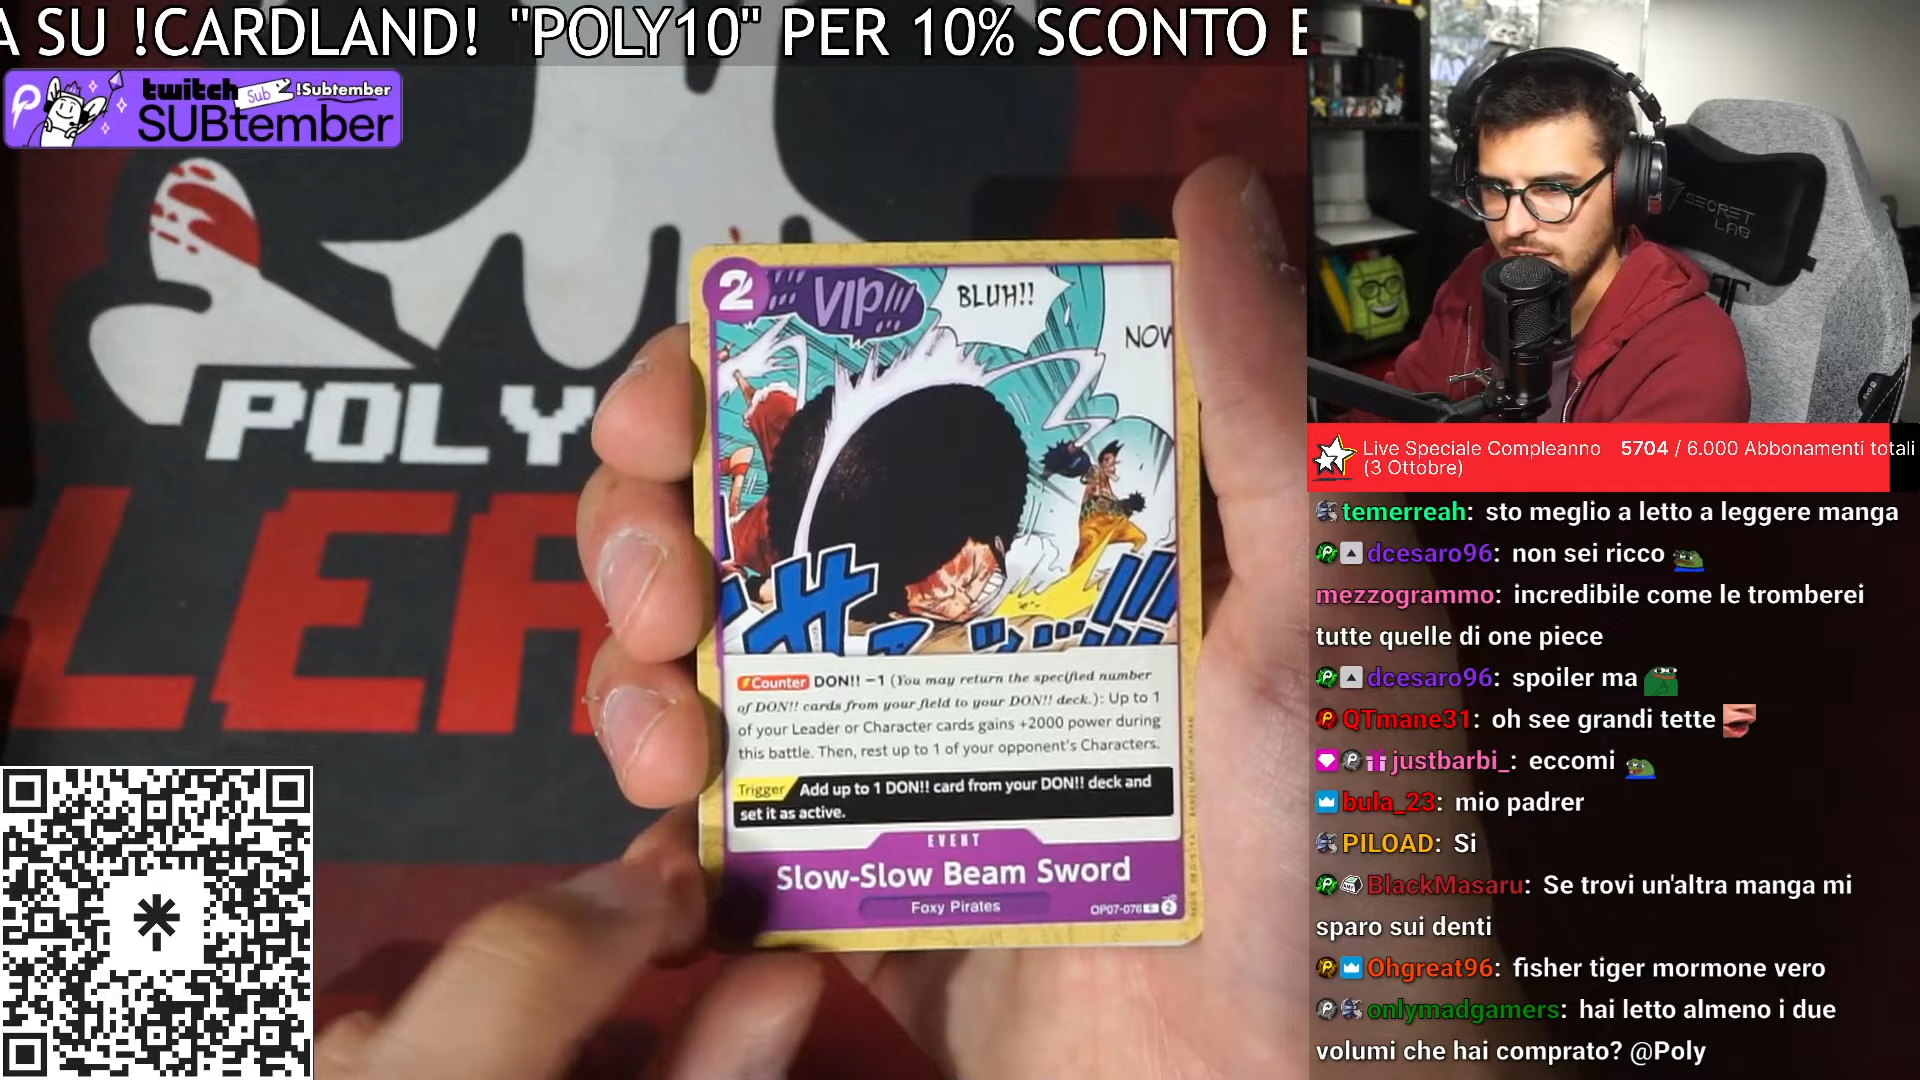 A SU !CARDLAND! "POLY10" PER 10% SCONTO E
twitch Sub !Subtember
SUBtember
POLY
LER
2
VIP!!!
BLUH!!
NOW
Counter DON!! −1 (You may return the specified number
of DON!! cards from your field to your DON!! deck.): Up to 1
of your Leader or Character cards gains +2000 power during
this battle. Then, rest up to 1 of your opponent's Characters.
Trigger Add up to 1 DON!! card from your DON!! deck and
set it as active.
EVENT
Slow-Slow Beam Sword
Foxy Pirates
OP07-076 C 2
SECRET
LAB
Live Speciale Compleanno 5704 / 6.000 Abbonamenti totali
(3 Ottobre)
temerreah: sto meglio a letto a leggere manga
dcesaro96: non sei ricco
mezzogrammo: incredibile come le tromberei
tutte quelle di one piece
dcesaro96: spoiler ma
QTmane31: oh see grandi tette
justbarbi_: eccomi
bula_23: mio padrer
PILOAD: Si
BlackMasaru: Se trovi un'altra manga mi
sparo sui denti
Ohgreat96: fisher tiger mormone vero
onlymadgamers: hai letto almeno i due
volumi che hai comprato? @Poly